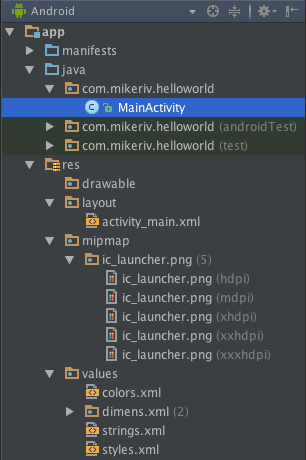 Android
app
manifests
java
com.mikeriv.helloworld
C MainActivity
com.mikeriv.helloworld (androidTest)
com.mikeriv.helloworld (test)
res
drawable
layout
activity_main.xml
mipmap
ic_launcher.png (5)
ic_launcher.png (hdpi)
ic_launcher.png (mdpi)
ic_launcher.png (xhdpi)
ic_launcher.png (xxhdpi)
ic_launcher.png (xxxhdpi)
values
colors.xml
dimens.xml (2)
strings.xml
styles.xml